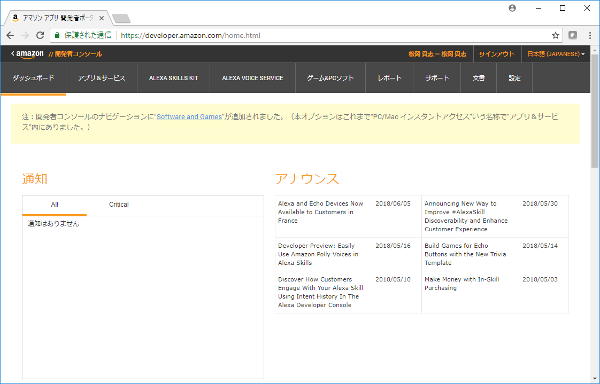 アマゾン アプリ 開発者ポータ
保護された通信 https://developer.amazon.com/home.html
amazon // 開発者コンソール
サインアウト 日本語 (JAPANESE)
ダッシュボード アプリ＆サービス ALEXA SKILLS KIT ALEXA VOICE SERVICE ゲーム&PCソフト レポート サポート 文書 設定
注：開発者コンソールのナビゲーションに"Software and Games"が追加されました。（本オプションはこれまで"PC/Mac インスタントアクセス"いう名称で"アプリ＆サービ
ス"内にありました。）
通知
All Critical
通知はありません
アナウンス
Alexa and Echo Devices Now 2018/06/05
Available to Customers in
France
Announcing New Way to 2018/05/30
Improve #AlexaSkill
Discoverability and Enhance
Customer Experience
Developer Preview: Easily 2018/05/16
Use Amazon Polly Voices in
Alexa Skills
Build Games for Echo 2018/05/14
Buttons with the New Trivia
Template
Discover How Customers 2018/05/10
Engage With Your Alexa Skill
Using Intent History In The
Alexa Developer Console
Make Money with In-Skill 2018/05/03
Purchasing